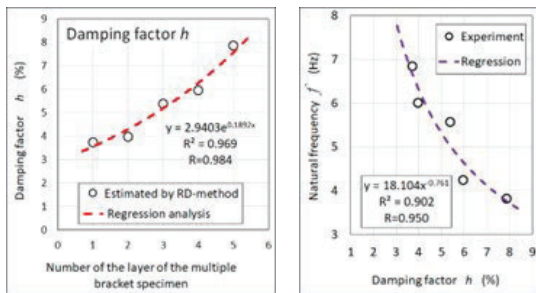 Damping factor h
9
8
7
6
5
4
3
2
1
0
Damping factor h (%)
y = 2.9403e^0.1892x
R² = 0.969
R=0.984
Estimated by RD-method
Regression analysis
0 1 2 3 4 5 6
Number of the layer of the multiple
bracket specimen
8
7
6
5
4
3
Natural frequency f (Hz)
Experiment
Regression
y = 18.104x^-0.761
R² = 0.902
R=0.950
1 2 3 4 5 6 7 8 9
Damping factor h (%)